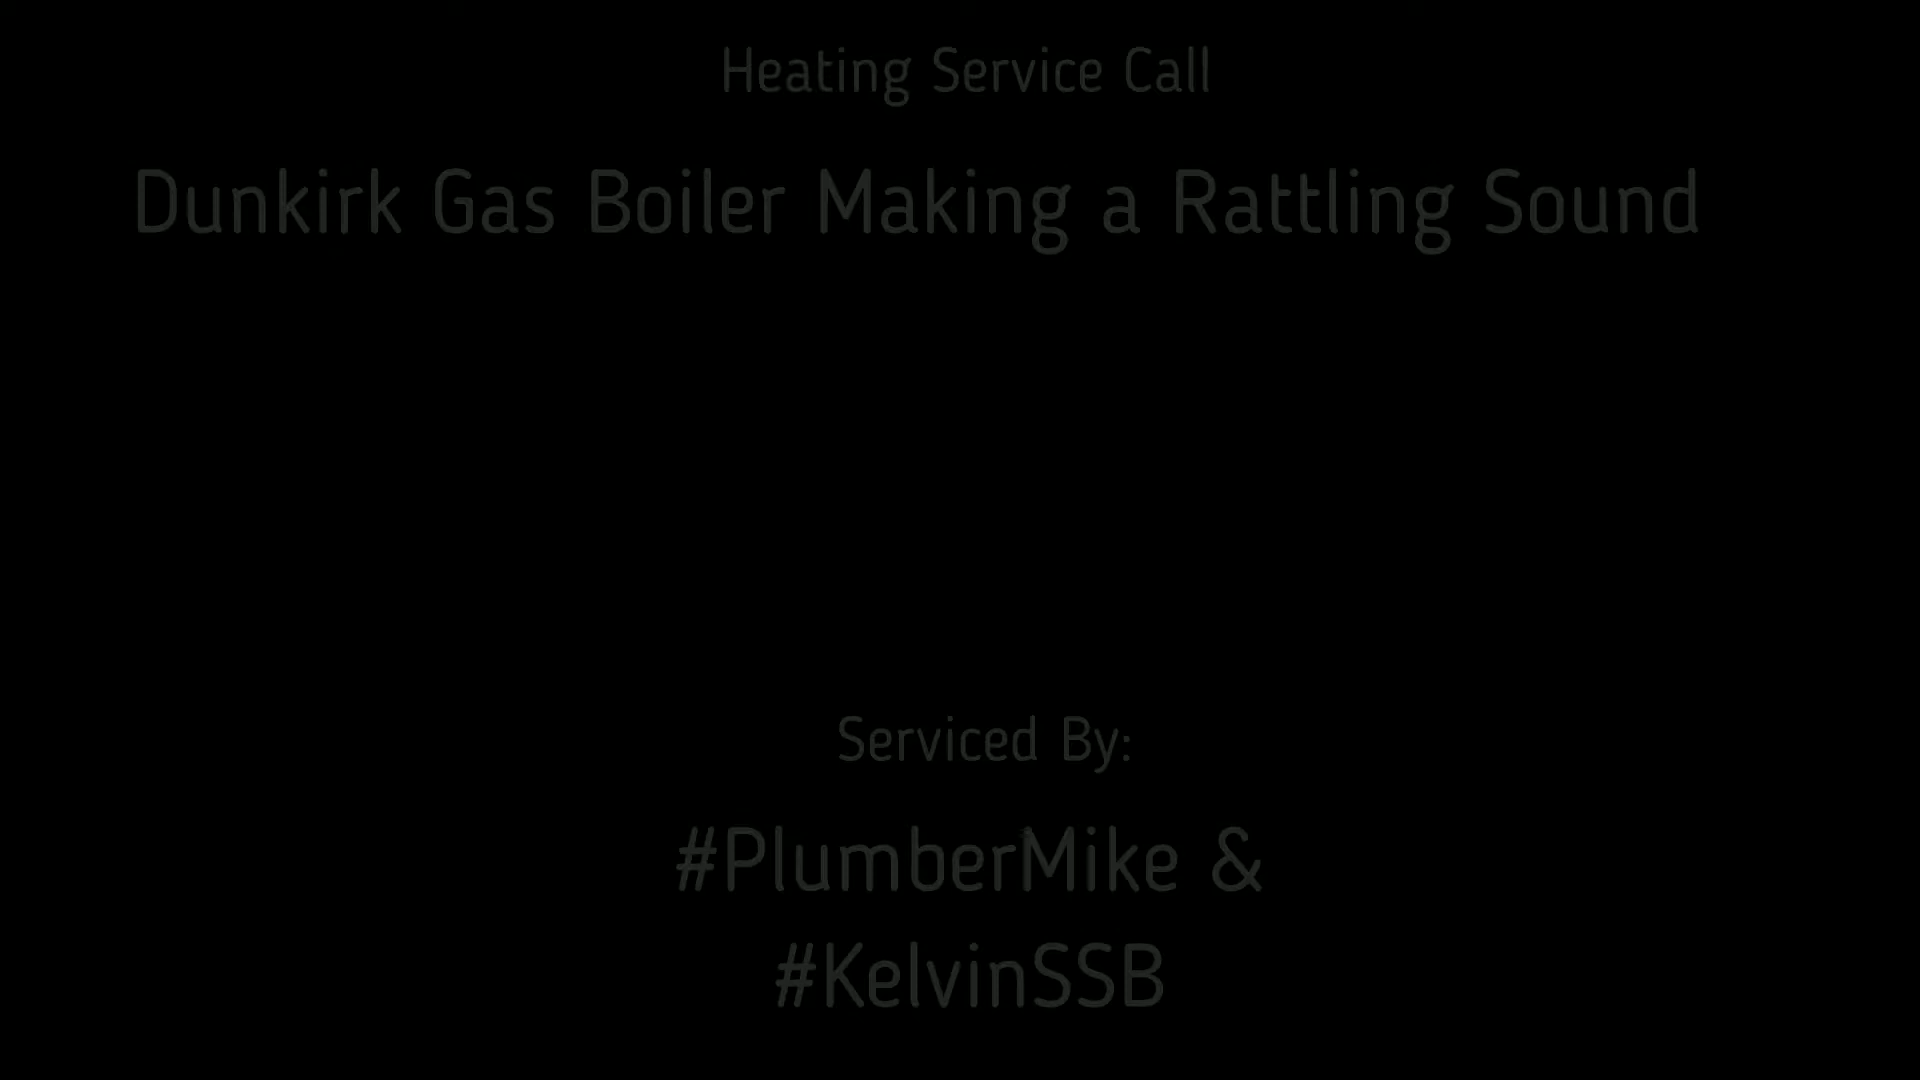 Heating Service Call
Dunkirk Gas Boiler Making a Rattling Sound
Serviced By:
#PlumberMike &
#KelvinSSB